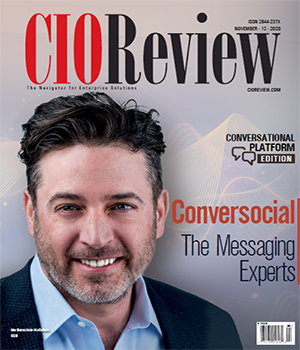 ISSN 2644-237X
NOVEMBER - 12 - 2020
CIOReview
The Navigator for Enterprise Solutions
CIOREVIEW.COM
CONVERSATIONAL
PLATFORM
EDITION
Conversocial
The Messaging
Experts
CEO